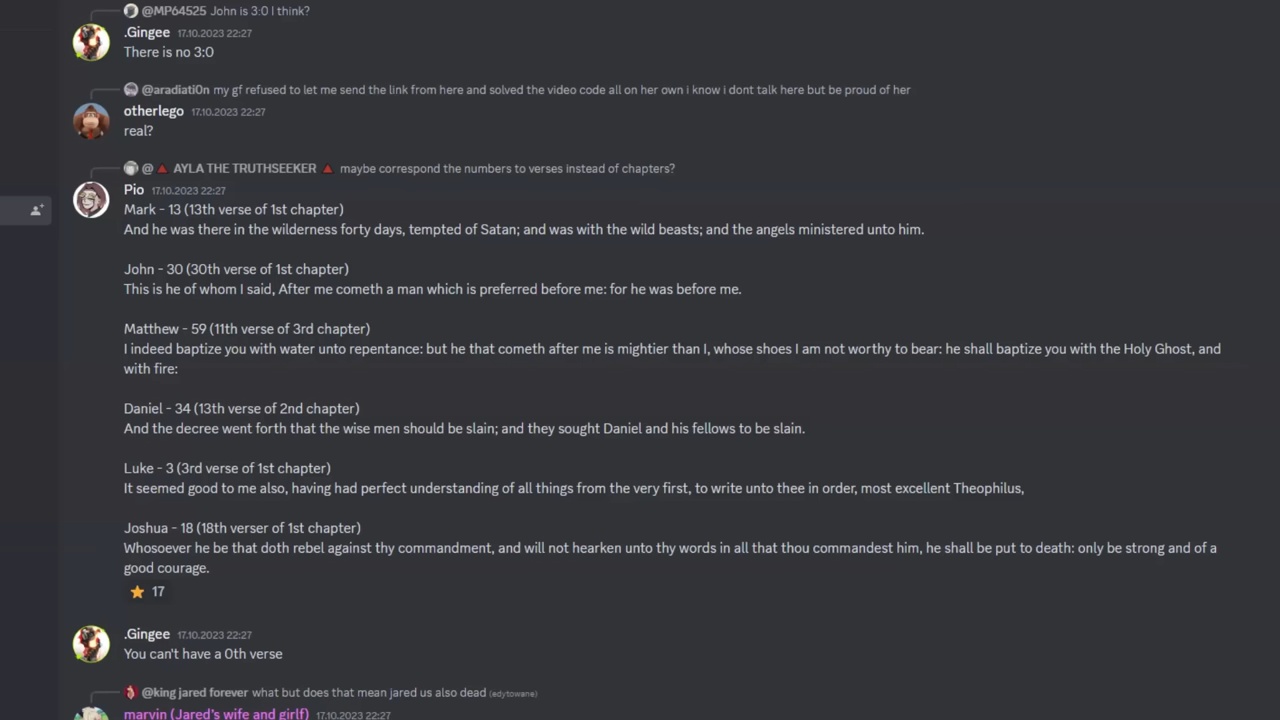 @MP64525 John is 3:0 I think?
.Gingee 17.10.2023 22:27
There is no 3:0
@aradiati0n my gf refused to let me send the link from here and solved the video code all on her own i know i dont talk here but be proud of her
otherlego 17.10.2023 22:27
real?
@🔺 AYLA THE TRUTHSEEKER 🔺 maybe correspond the numbers to verses instead of chapters?
Pio 17.10.2023 22:27
Mark - 13 (13th verse of 1st chapter)
And he was there in the wilderness forty days, tempted of Satan; and was with the wild beasts; and the angels ministered unto him.
John - 30 (30th verse of 1st chapter)
This is he of whom I said, After me cometh a man which is preferred before me: for he was before me.
Matthew - 59 (11th verse of 3rd chapter)
I indeed baptize you with water unto repentance: but he that cometh after me is mightier than I, whose shoes I am not worthy to bear: he shall baptize you with the Holy Ghost, and
with fire:
Daniel - 34 (13th verse of 2nd chapter)
And the decree went forth that the wise men should be slain; and they sought Daniel and his fellows to be slain.
Luke - 3 (3rd verse of 1st chapter)
It seemed good to me also, having had perfect understanding of all things from the very first, to write unto thee in order, most excellent Theophilus,
Joshua - 18 (18th verser of 1st chapter)
Whosoever he be that doth rebel against thy commandment, and will not hearken unto thy words in all that thou commandest him, he shall be put to death: only be strong and of a
good courage.
⭐ 17
.Gingee 17.10.2023 22:27
You can't have a 0th verse
@king jared forever what but does that mean jared us also dead (edytowane)
marvin (Jared's wife and girlf) 17.10.2023 22:27